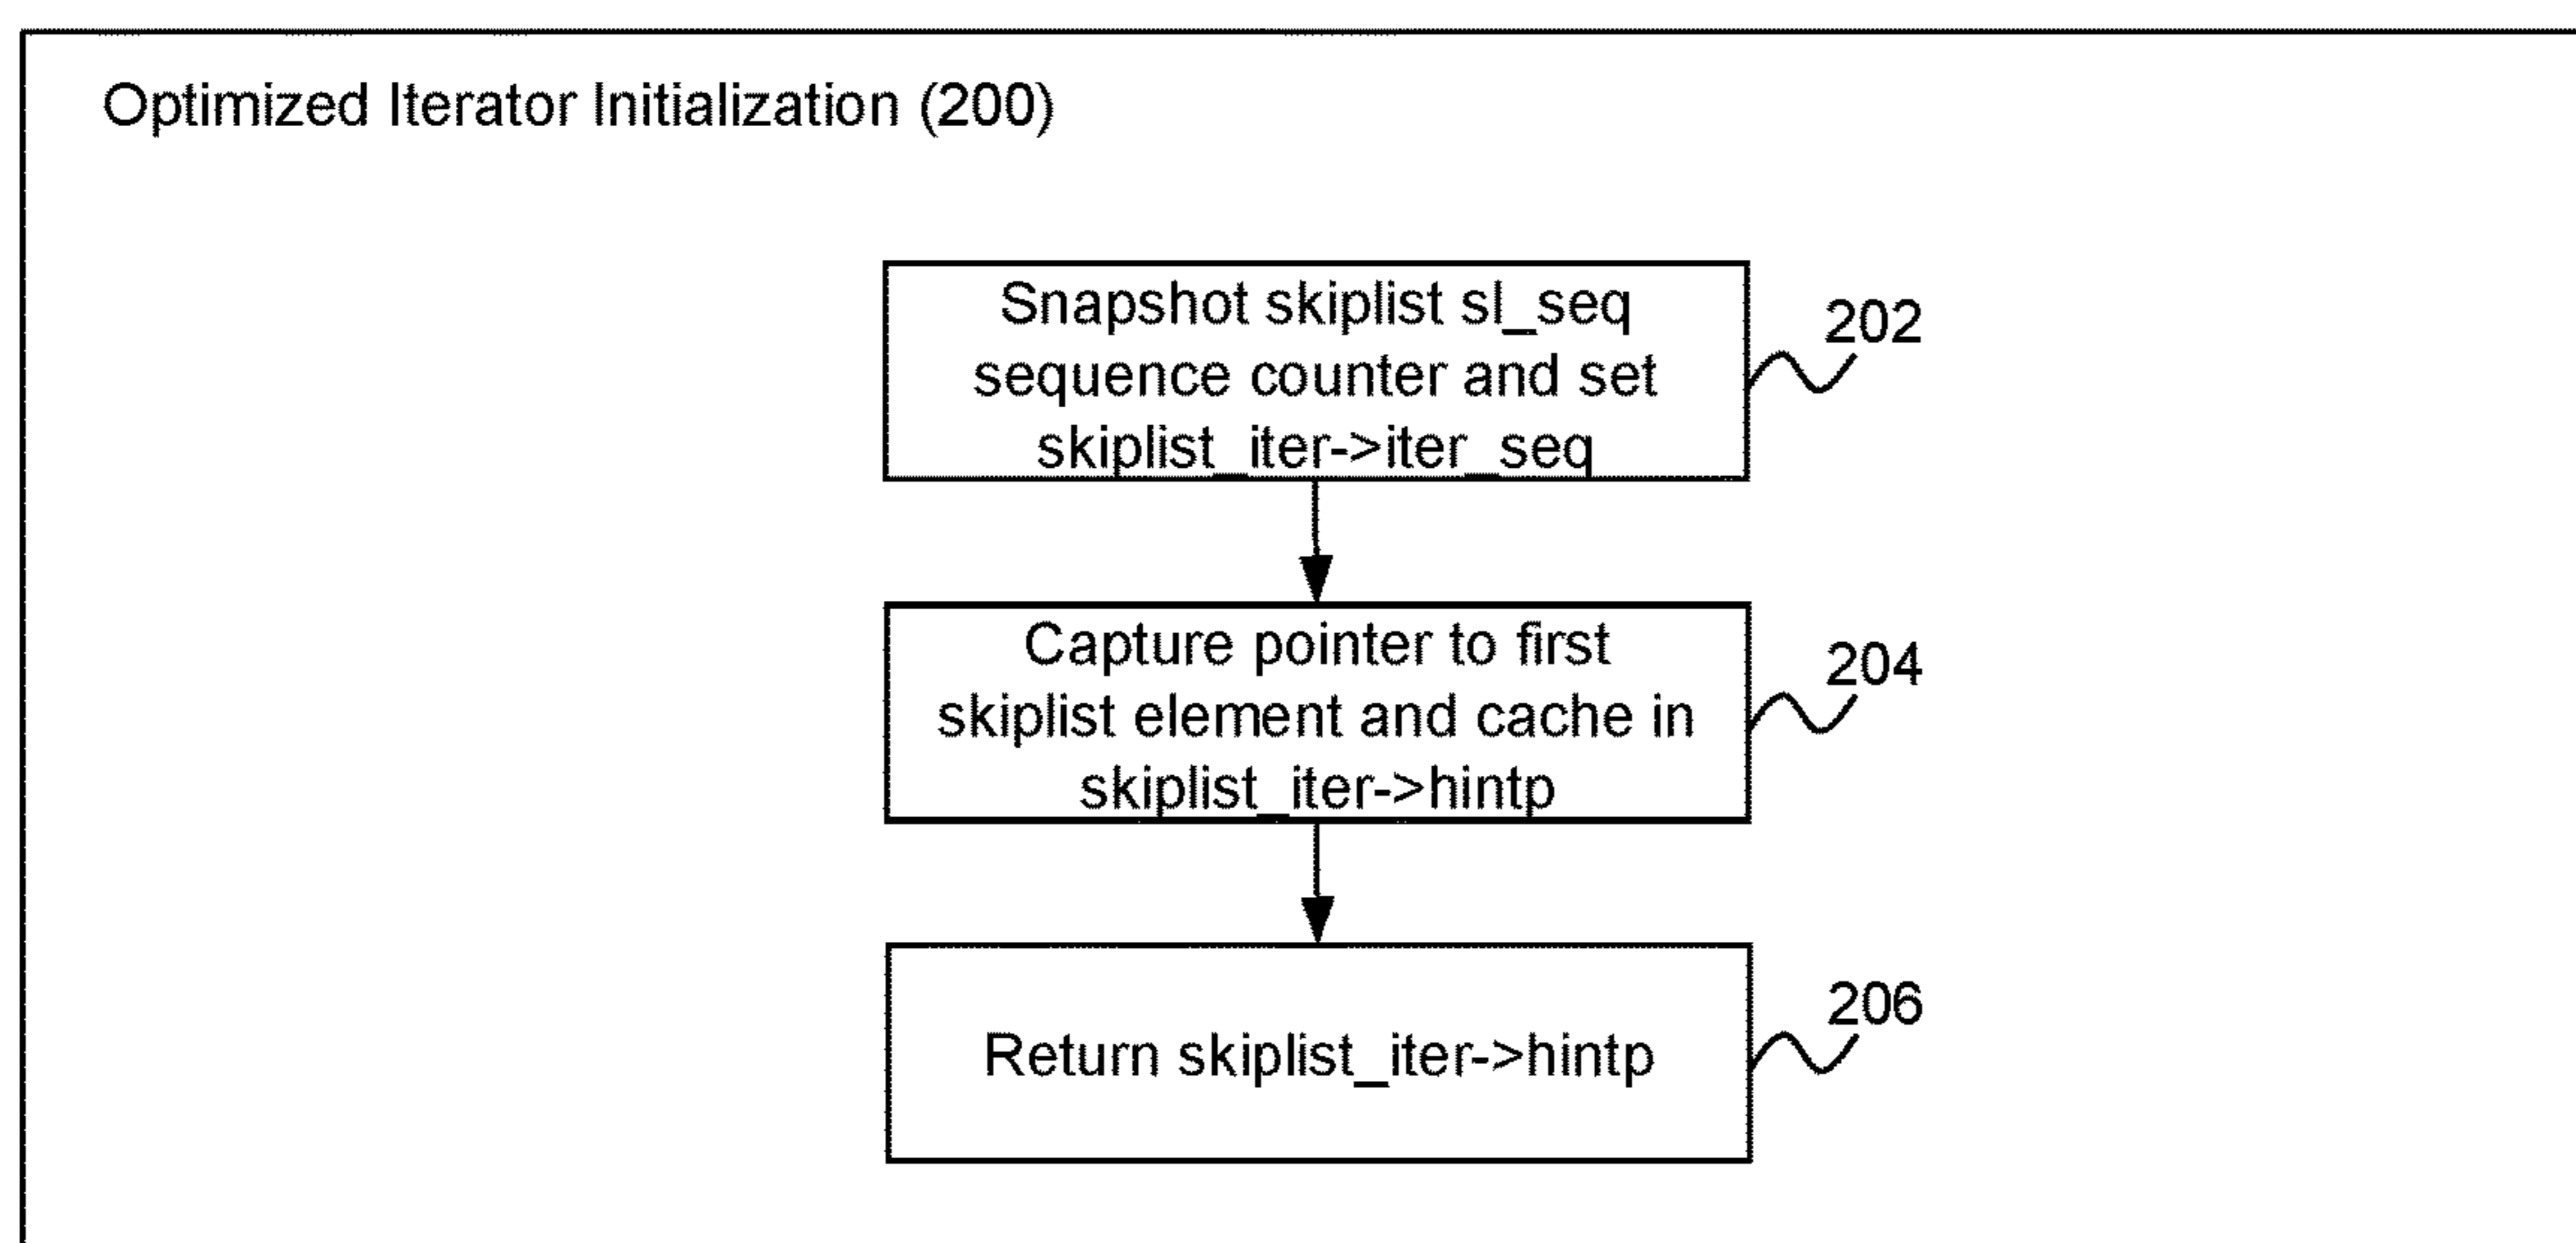 Optimized Iterator Initialization (200)
Snapshot skiplist sl_seq
sequence counter and set
skiplist_iter->iter_seq
202
Capture pointer to first
skiplist element and cache in
skiplist_iter->hintp
204
Return skiplist_iter->hintp
206